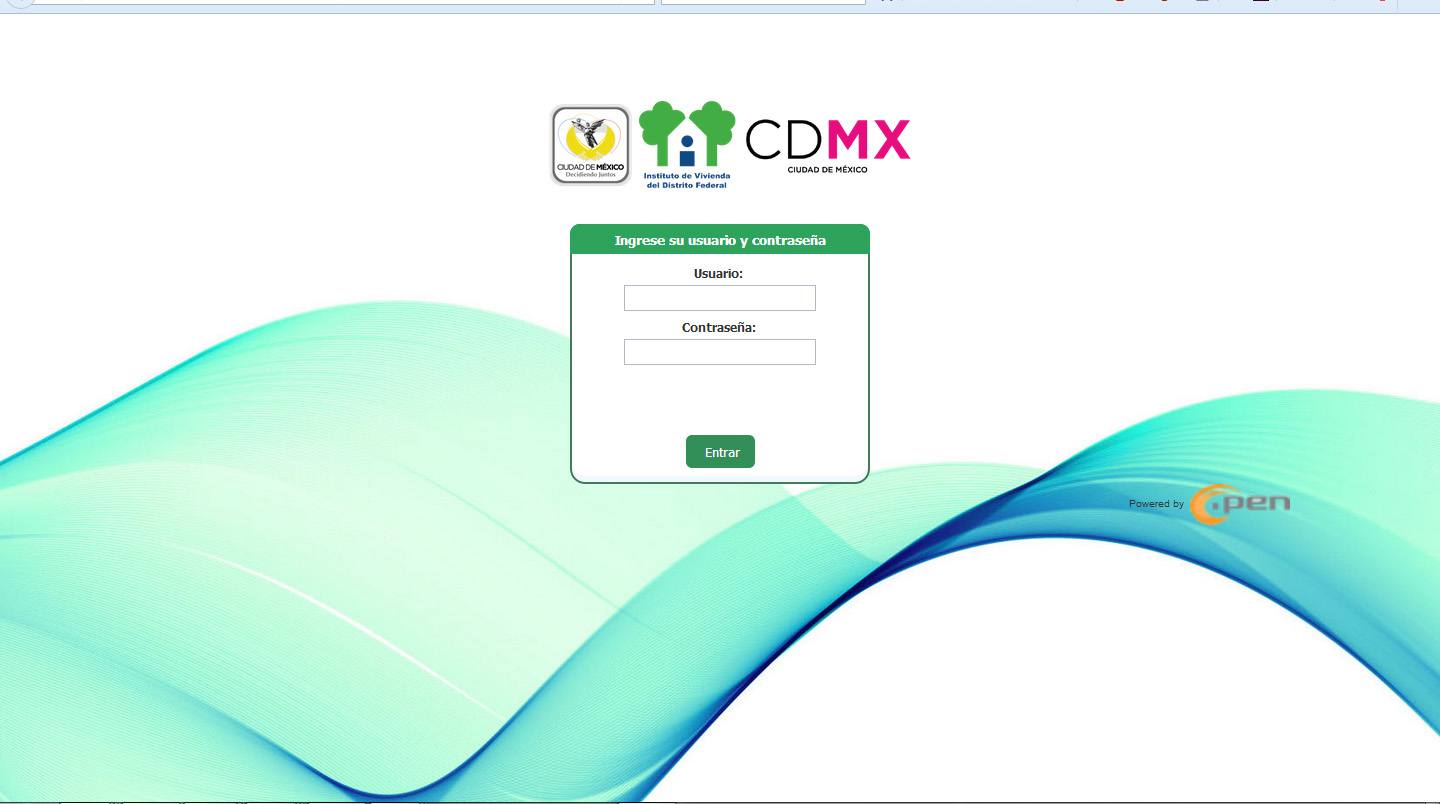 CIUDAD DE MÉXICO
Decidiendo Juntos
Instituto de Vivienda
del Distrito Federal
CDMX
CIUDAD DE MÉXICO
Ingrese su usuario y contraseña
Usuario:
Contraseña:
Entrar
Powered by Open